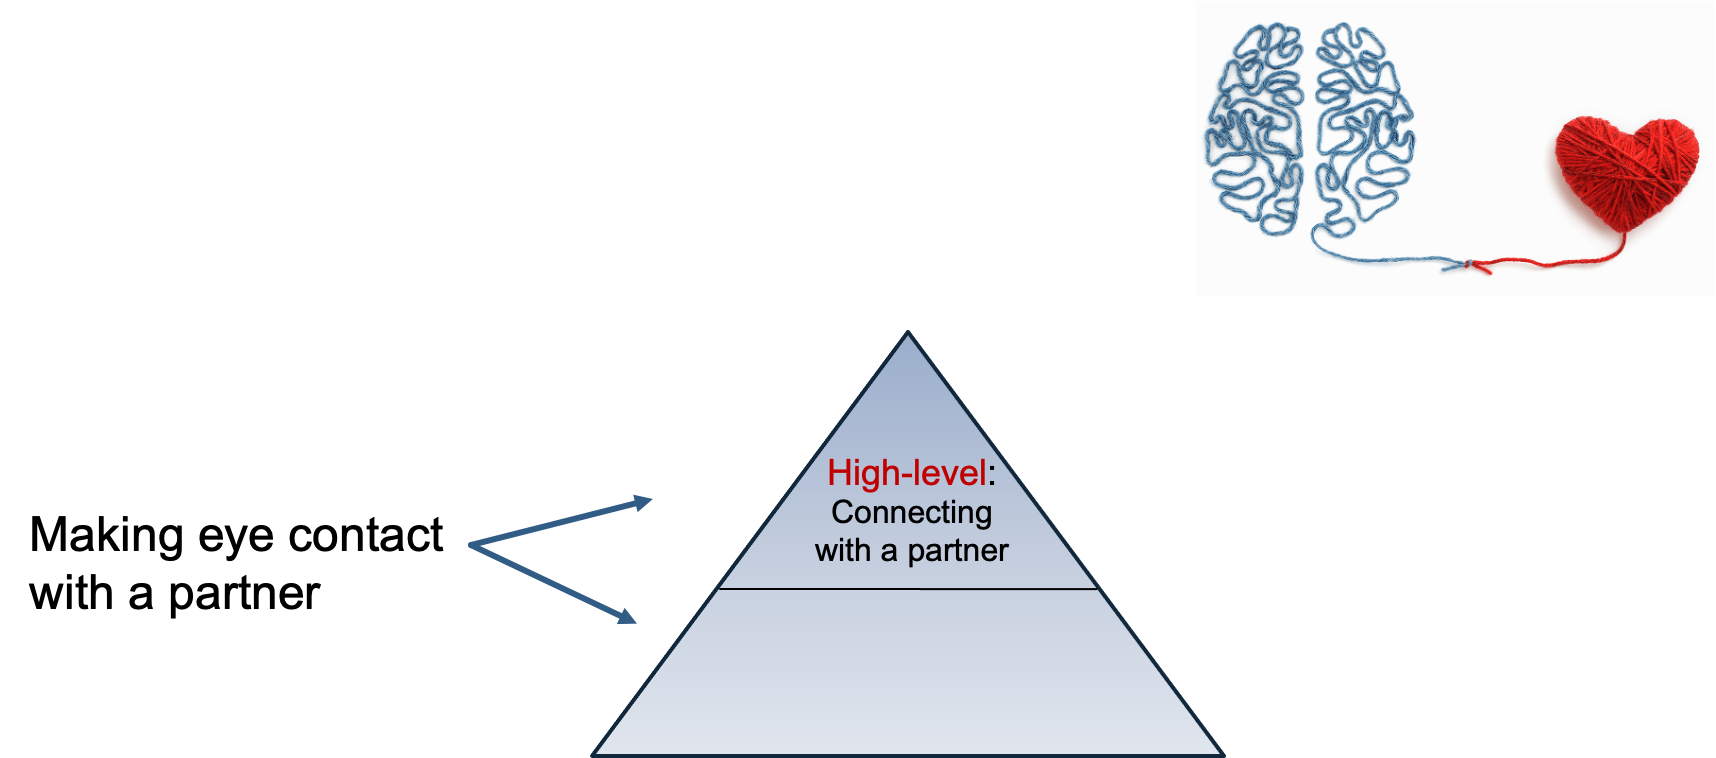 Making eye contact
with a partner
High-level:
Connecting
with a partner